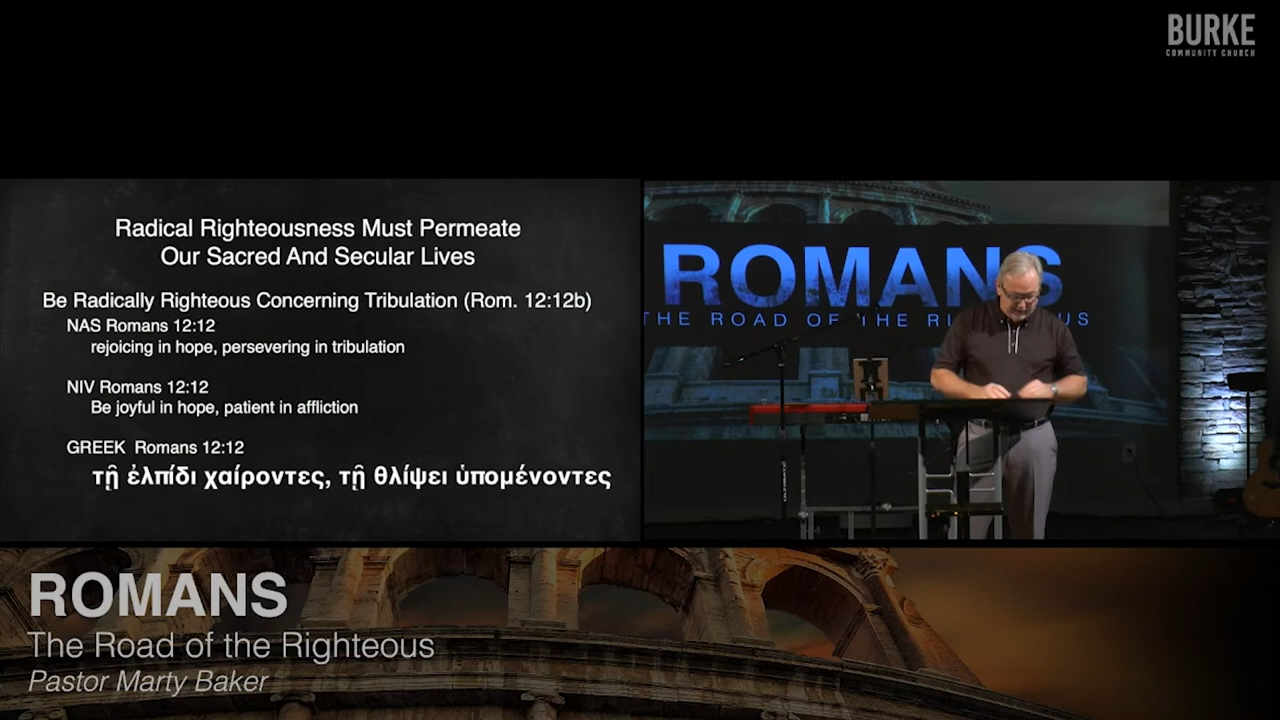 BURKE
COMMUNITY CHURCH
Radical Righteousness Must Permeate
Our Sacred And Secular Lives
Be Radically Righteous Concerning Tribulation (Rom. 12:12b)
NAS Romans 12:12
rejoicing in hope, persevering in tribulation
NIV Romans 12:12
Be joyful in hope, patient in affliction
GREEK Romans 12:12
τῇ ἐλπίδι χαίροντες, τῇ θλίψει ὑπομένοντες
ROMANS
THE ROAD OF THE RI US
ULTIMATE
ROMANS
The Road of the Righteous
Pastor Marty Baker